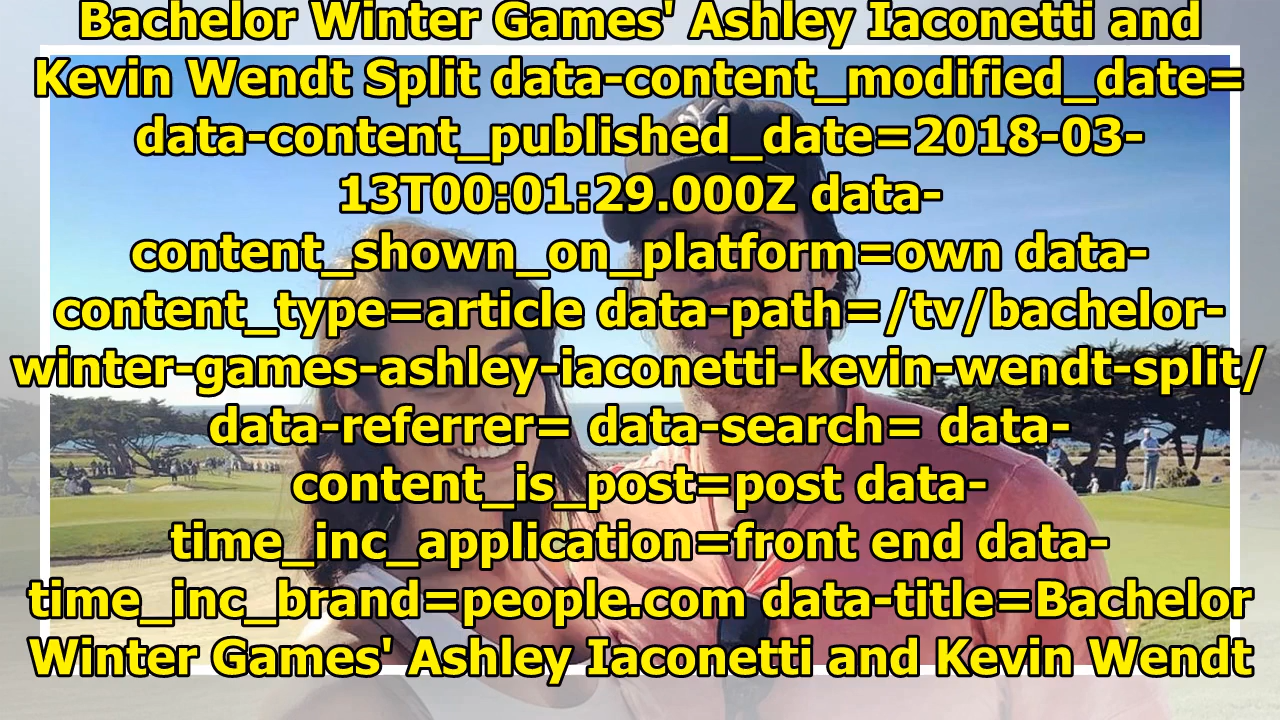 Bachelor Winter Games' Ashley Iaconetti and
Kevin Wendt Split data-content_modified_date=
data-content_published_date=2018-03-
13T00:01:29.000Z data-
content_shown_on_platform=own data-
content_type=article data-path=/tv/bachelor-
winter-games-ashley-iaconetti-kevin-wendt-split/
data-referrer= data-search= data-
content_is_post=post data-
time_inc_application=front end data-
time_inc_brand=people.com data-title=Bachelor
Winter Games' Ashley Iaconetti and Kevin Wendt